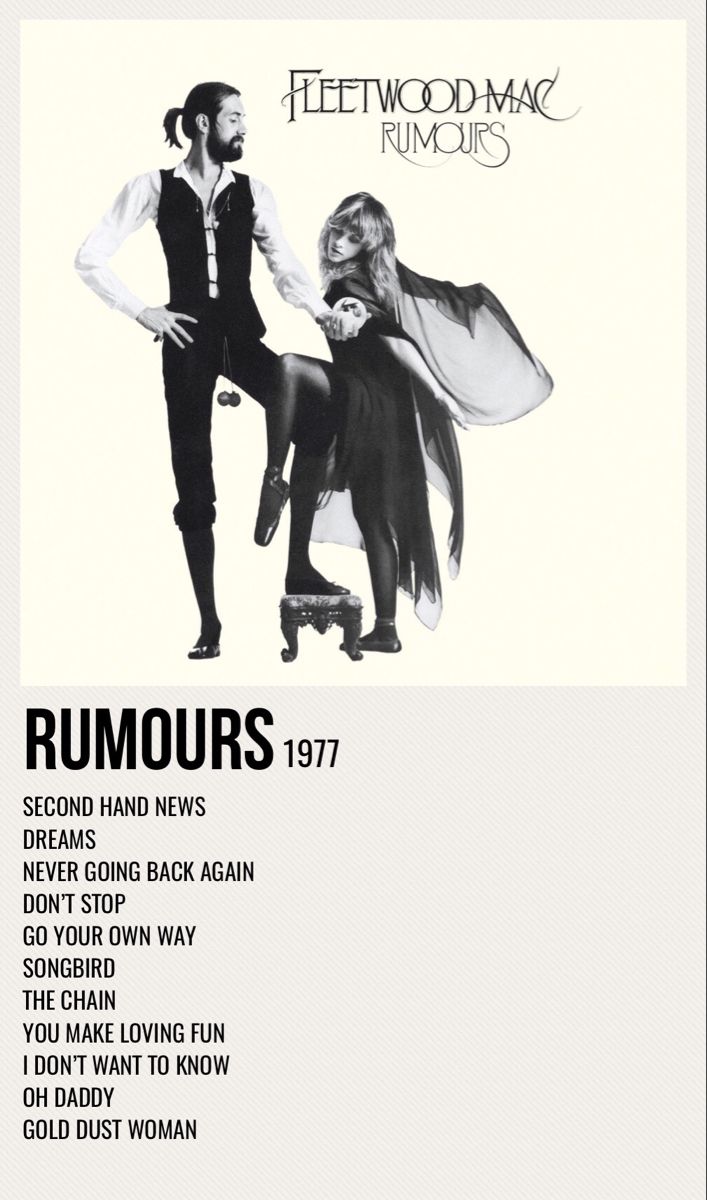 FLEETWOOD MAC
RUMOURS
RUMOURS 1977
SECOND HAND NEWS
DREAMS
NEVER GOING BACK AGAIN
DON'T STOP
GO YOUR OWN WAY
SONGBIRD
THE CHAIN
YOU MAKE LOVING FUN
I DON'T WANT TO KNOW
OH DADDY
GOLD DUST WOMAN